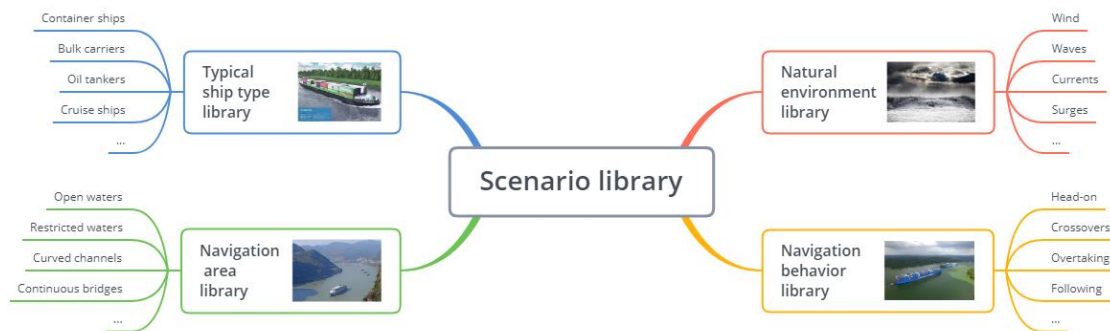 Container ships
Bulk carriers
Oil tankers
Cruise ships
...
Typical
ship type
library
Open waters
Restricted waters
Curved channels
Continuous bridges
...
Navigation
area
library
Scenario library
Natural
environment
library
Wind
Waves
Currents
Surges
...
Navigation
behavior
library
Head-on
Crossovers
Overtaking
Following
...